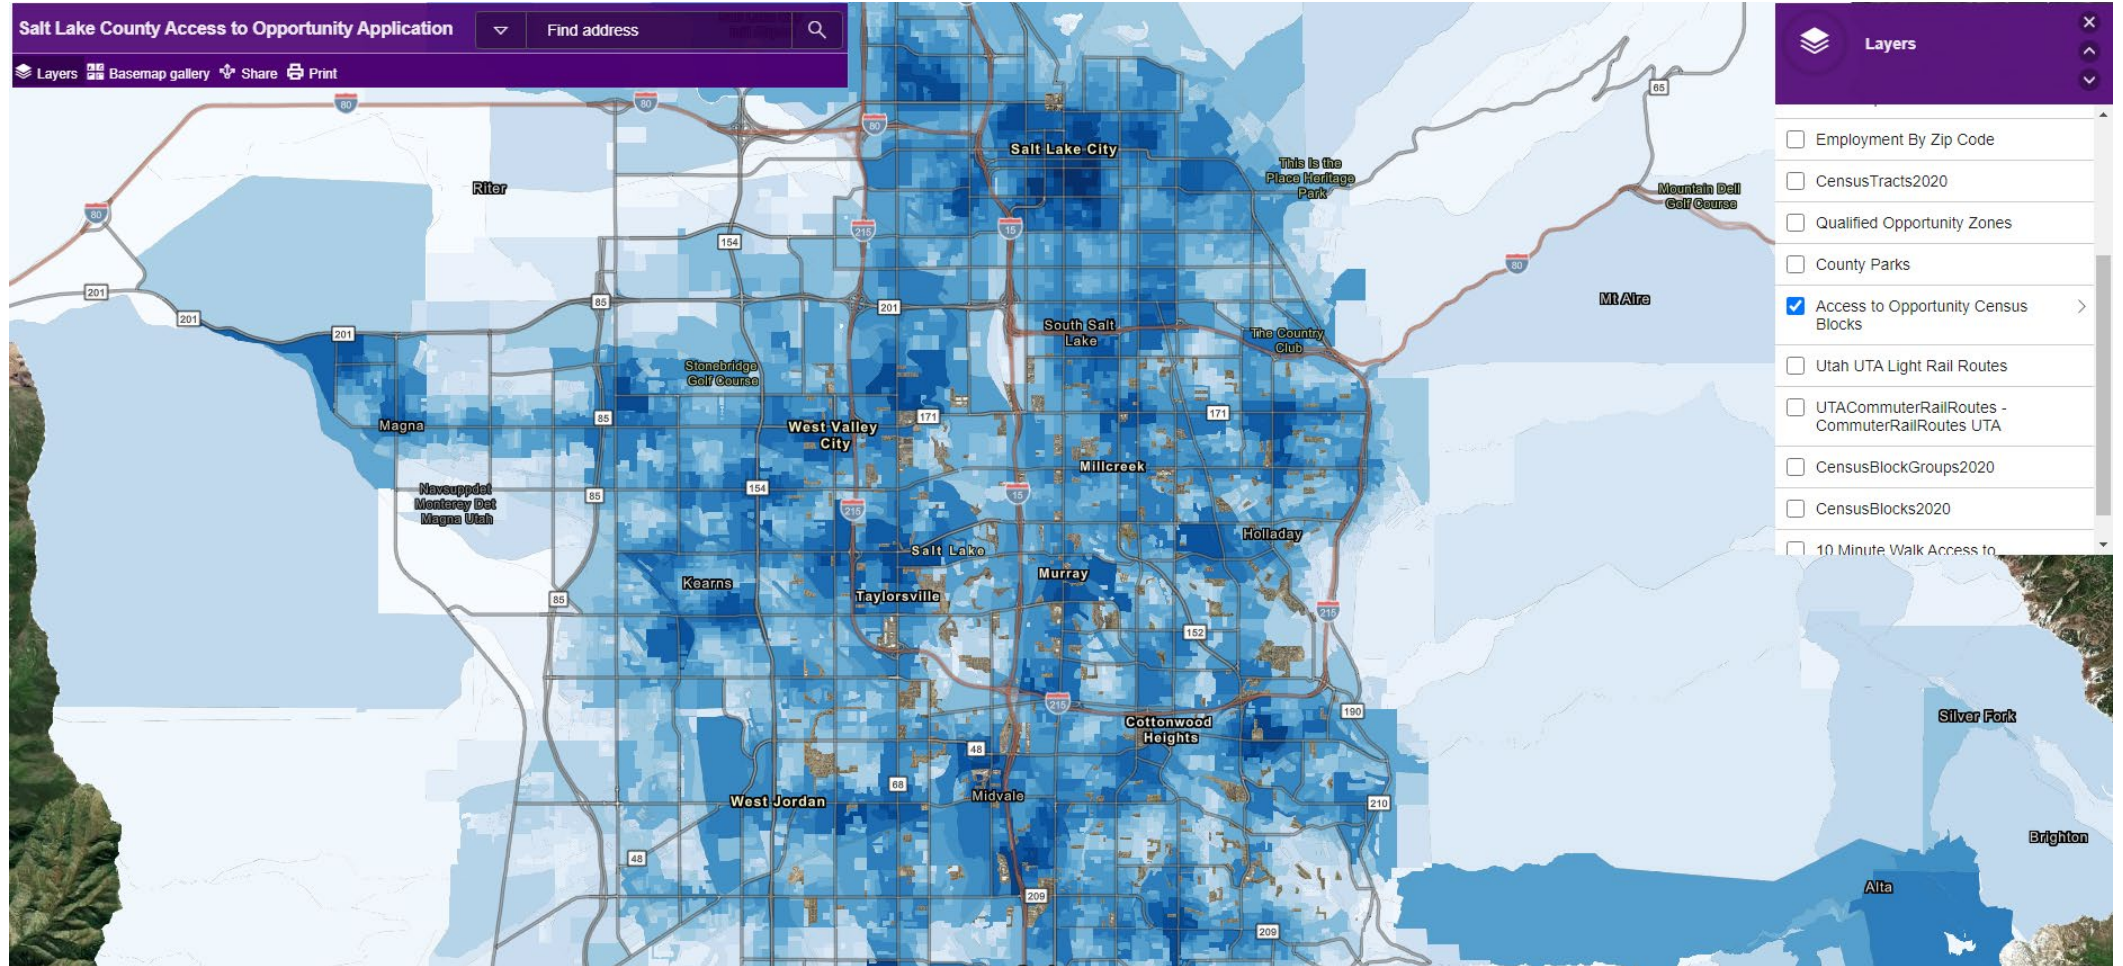 Salt Lake County Access to Opportunity Application
Find address
Layers Basemap gallery Share Print
Layers
Employment By Zip Code
CensusTracts2020
Qualified Opportunity Zones
County Parks
Access to Opportunity Census
Blocks
Utah UTA Light Rail Routes
UTACommuterRailRoutes -
CommuterRailRoutes UTA
CensusBlockGroups2020
CensusBlocks2020
10 Minute Walk Access to
80
80
80
65
Salt Lake City
This Is the
Place Heritage
Park
Riter
Mountain Dell
Golf Course
80
215
15
154
80
201
85
201
201
201
Mt Aire
South Salt
Lake
The Country
Club
Stonebridge
Golf Course
85
171
171
Magna
West Valley
City
Millcreek
Navsuppdet
Monterey Det
Magna Utah
85
154
15
215
Holladay
Salt Lake
Murray
Kearns
Taylorsville
85
215
152
215
190
Silver Fork
Cottonwood
Heights
48
68
Midvale
West Jordan
210
Brighton
48
Alta
209
209